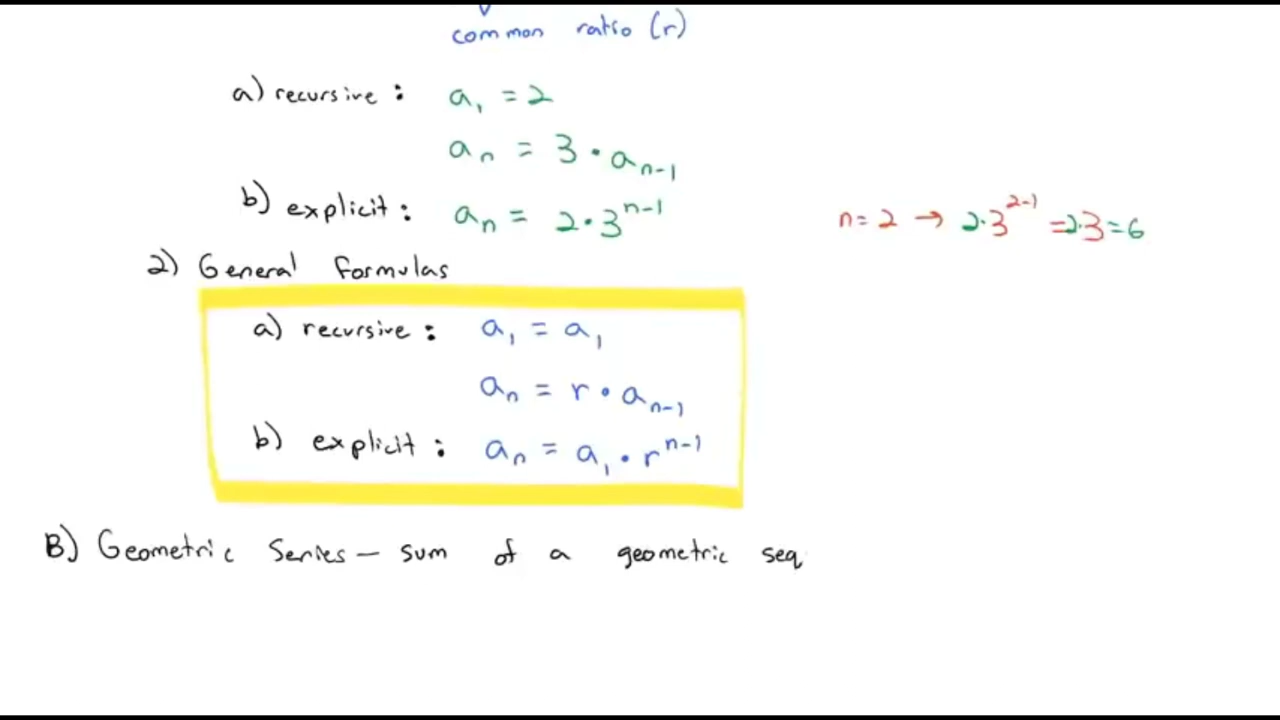 common ratio (r)
a) recursive : a₁ = 2
aₙ = 3 • aₙ₋₁
b) explicit : aₙ = 2 • 3ⁿ⁻¹
n = 2 → 2·3²⁻¹ = 2·3 = 6
2) General formulas
a) recursive : a₁ = a₁
aₙ = r • aₙ₋₁
b) explicit : aₙ = a₁ • rⁿ⁻¹
B) Geometric Series – sum of a geometric seq